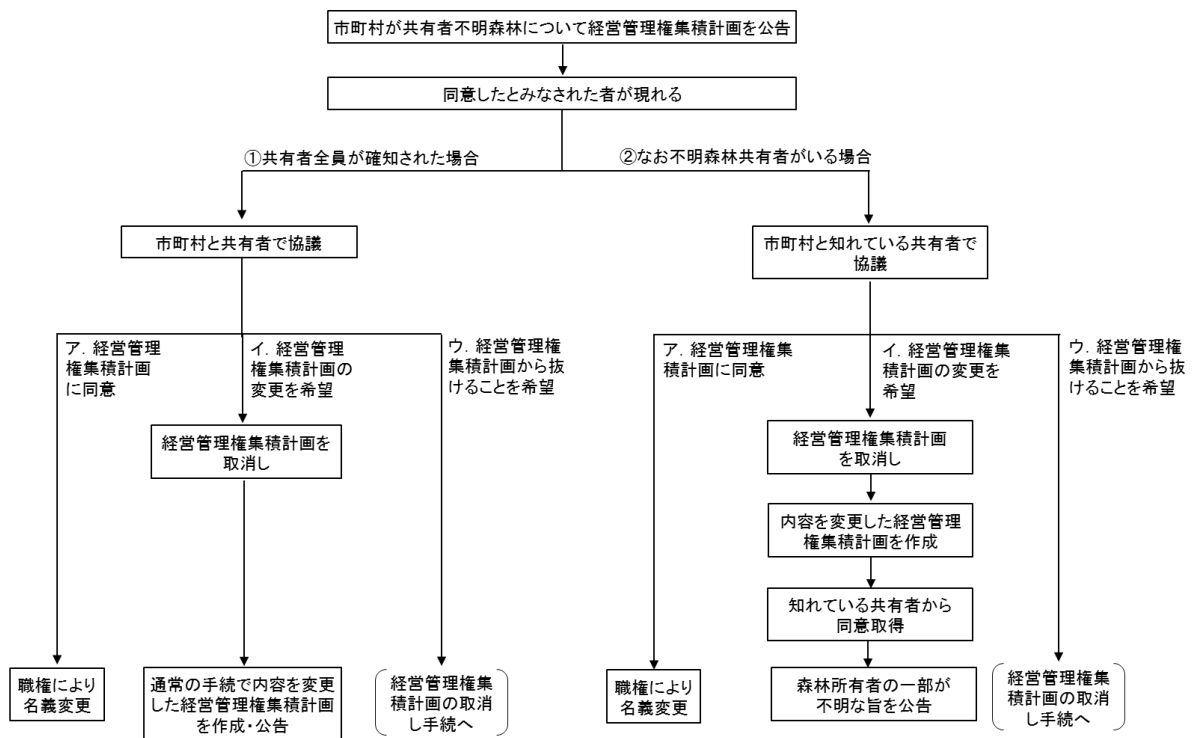 市町村が共有者不明森林について経営管理権集積計画を公告
同意したとみなされた者が現れる
①共有者全員が確知された場合
②なお不明森林共有者がいる場合
市町村と共有者で協議
ア．経営管理
権集積計画
に同意
イ．経営管理
権集積計画の
変更を希望
ウ．経営管理権
集積計画から抜
けることを希望
経営管理権集積計画を
取消し
職権により
名義変更
通常の手続で内容を変更
した経営管理権集積計画
を作成・公告
経営管理権集
積計画の取消
し手続へ
市町村と知れている共有者で
協議
ア．経営管理権集
積計画に同意
イ．経営管理権集
積計画の変更を
希望
ウ．経営管理権
集積計画から抜
けることを希望
経営管理権集積計画
を取消し
内容を変更した経営管理
権集積計画を作成
知れている共有者から
同意取得
職権により
名義変更
森林所有者の一部が
不明な旨を公告
経営管理権集
積計画の取消
し手続へ